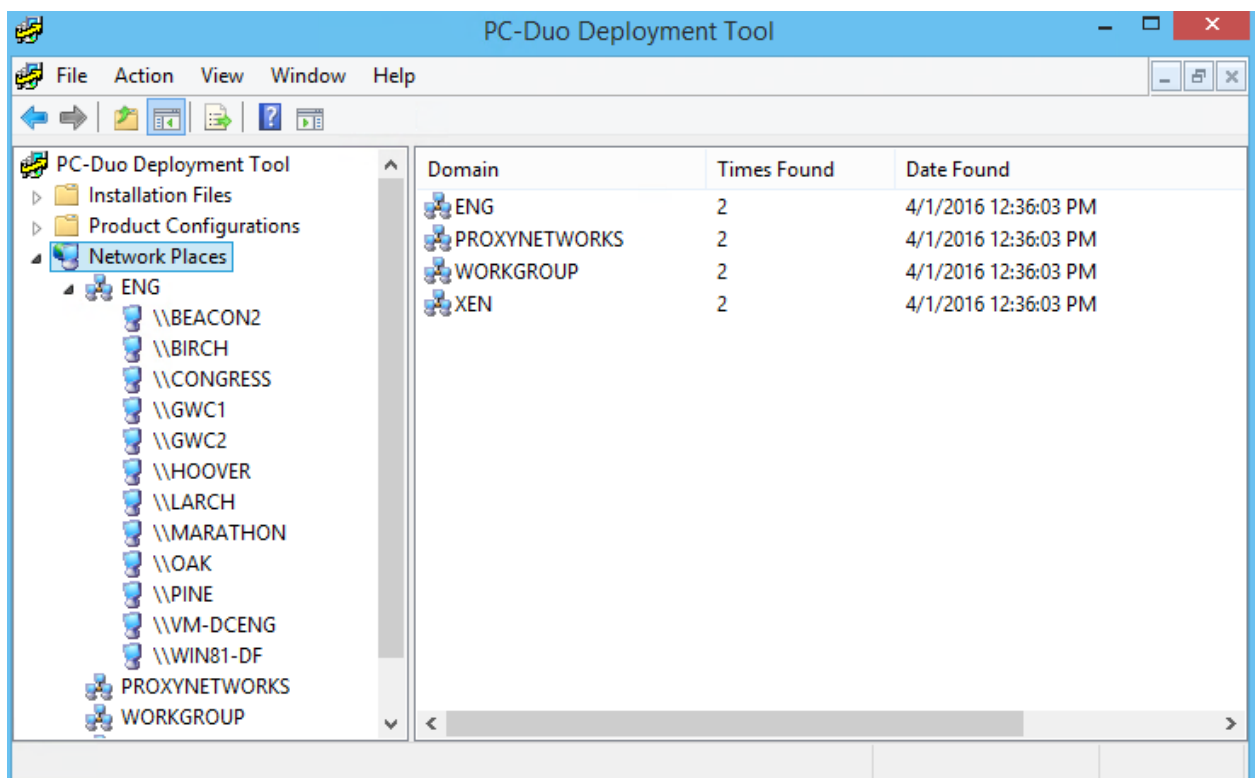 PC-Duo Deployment Tool
File Action View Window Help
PC-Duo Deployment Tool
Installation Files
Product Configurations
Network Places
ENG
\\BEACON2
\\BIRCH
\\CONGRESS
\\GWC1
\\GWC2
\\HOOVER
\\LARCH
\\MARATHON
\\OAK
\\PINE
\\VM-DCENG
\\WIN81-DF
PROXYNETWORKS
WORKGROUP
Domain Times Found Date Found
ENG 2 4/1/2016 12:36:03 PM
PROXYNETWORKS 2 4/1/2016 12:36:03 PM
WORKGROUP 2 4/1/2016 12:36:03 PM
XEN 2 4/1/2016 12:36:03 PM